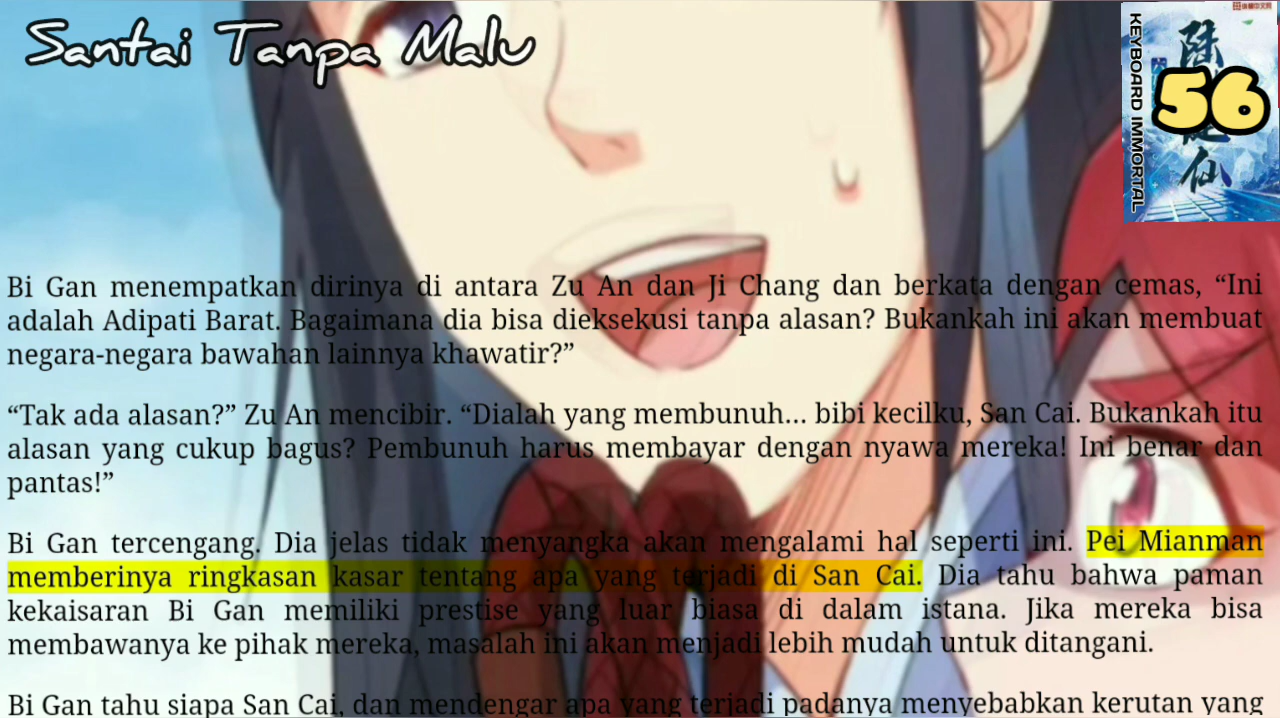 Santai Tanpa Malu
KEYBOARD IMMORTAL
56
Bi Gan menempatkan dirinya di antara Zu An dan Ji Chang dan berkata dengan cemas, “Ini
adalah Adipati Barat. Bagaimana dia bisa dieksekusi tanpa alasan? Bukankah ini akan membuat
negara-negara bawahan lainnya khawatir?”
“Tak ada alasan?” Zu An mencibir. “Dialah yang membunuh… bibi kecilku, San Cai. Bukankah itu
alasan yang cukup bagus? Pembunuh harus membayar dengan nyawa mereka! Ini benar dan
pantas!”
Bi Gan tercengang. Dia jelas tidak menyangka akan mengalami hal seperti ini. Pei Mianman
memberinya ringkasan kasar tentang apa yang terjadi di San Cai. Dia tahu bahwa paman
kekaisaran Bi Gan memiliki prestise yang luar biasa di dalam istana. Jika mereka bisa
membawanya ke pihak mereka, masalah ini akan menjadi lebih mudah untuk ditangani.
Bi Gan tahu siapa San Cai, dan mendengar apa yang terjadi padanya menyebabkan kerutan yang